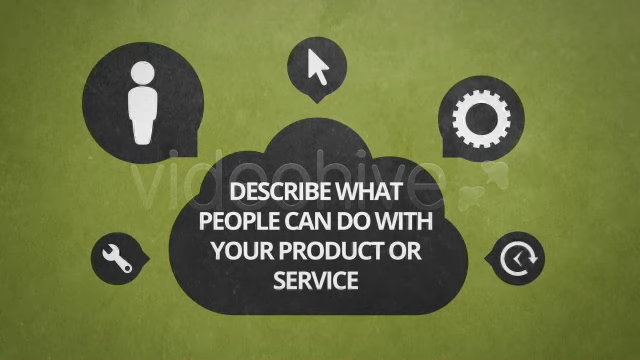 videohive
DESCRIBE WHAT
PEOPLE CAN DO WITH
YOUR PRODUCT OR
SERVICE